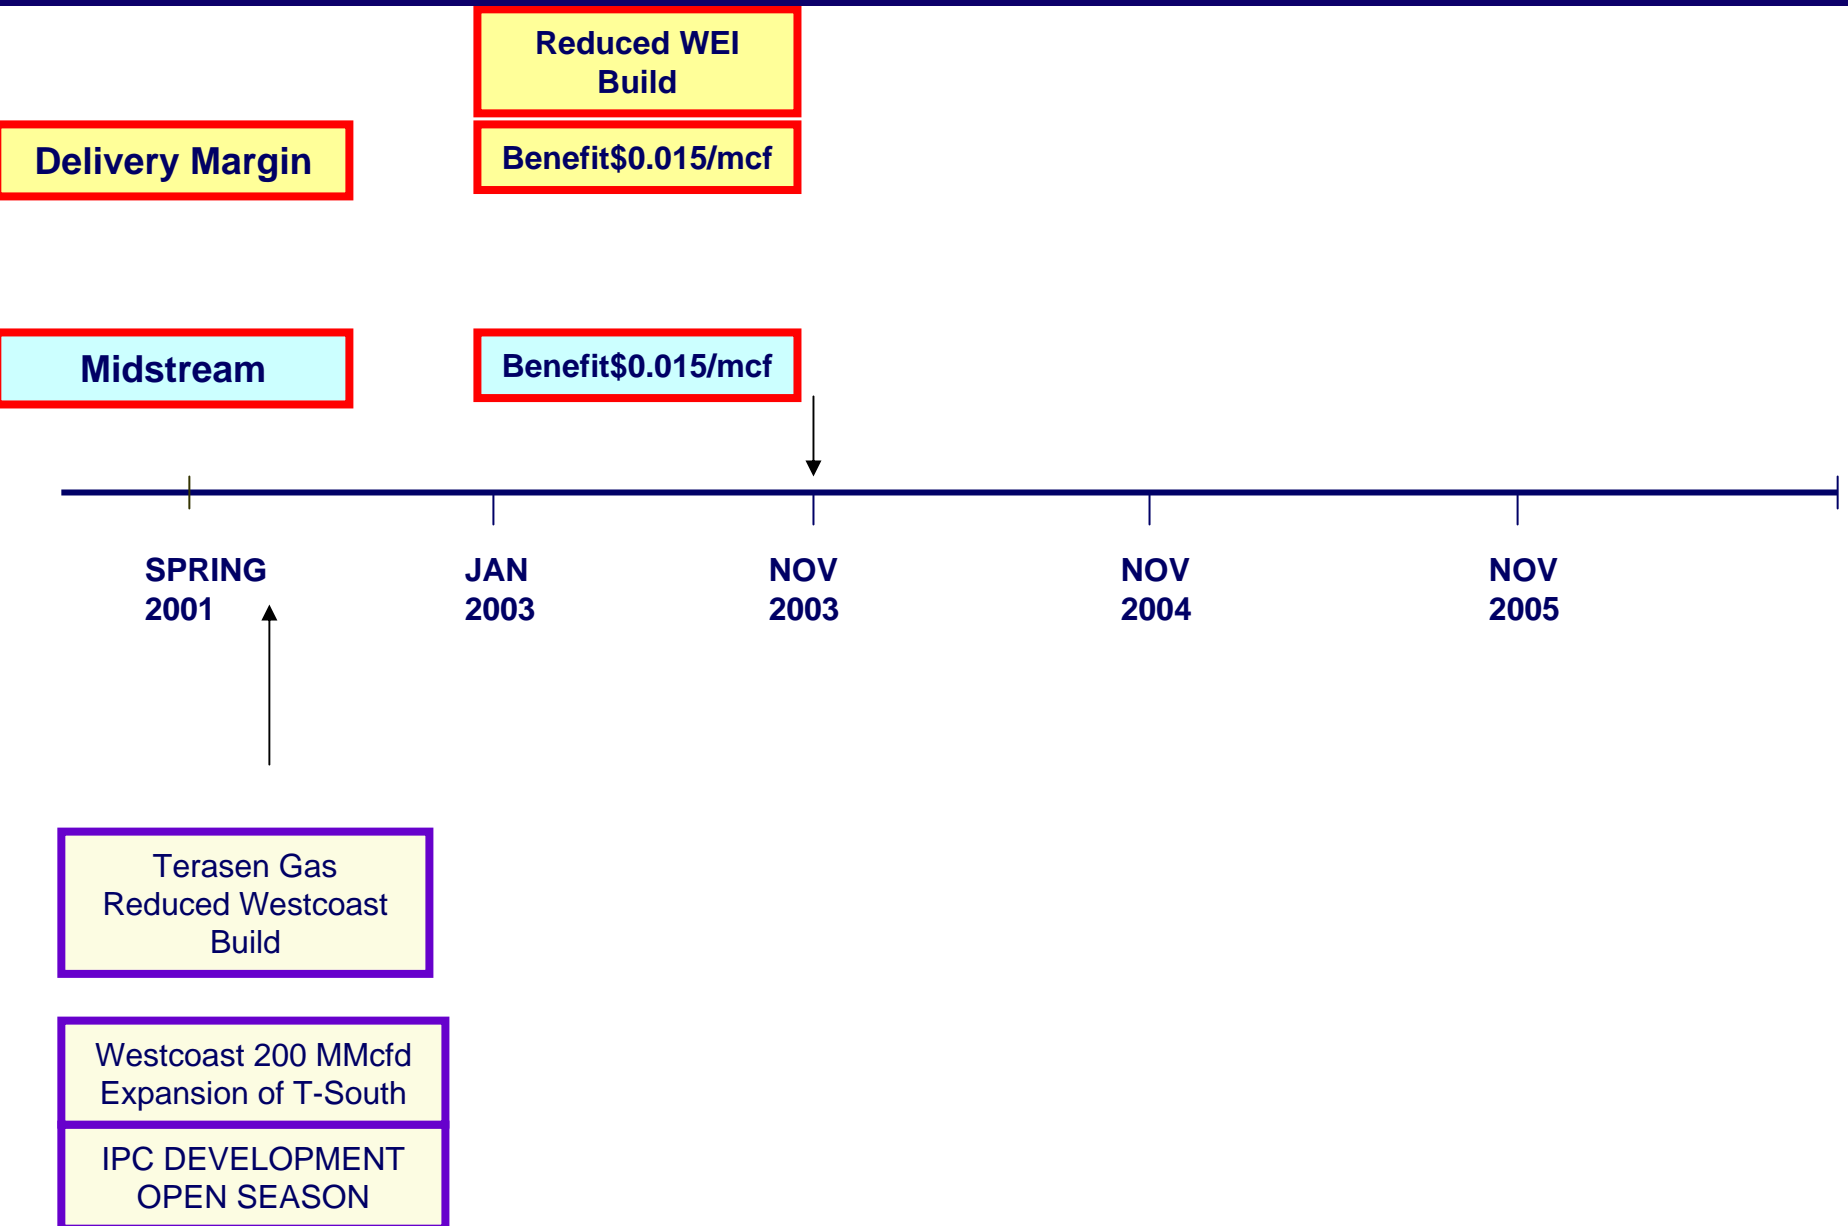 Reduced WEI
Build
Delivery Margin
Benefit$0.015/mcf
Midstream
Benefit$0.015/mcf
SPRING
2001
JAN
2003
NOV
2003
NOV
2004
NOV
2005
Terasen Gas
Reduced Westcoast
Build
Westcoast 200 MMcfd
Expansion of T-South
IPC DEVELOPMENT
OPEN SEASON